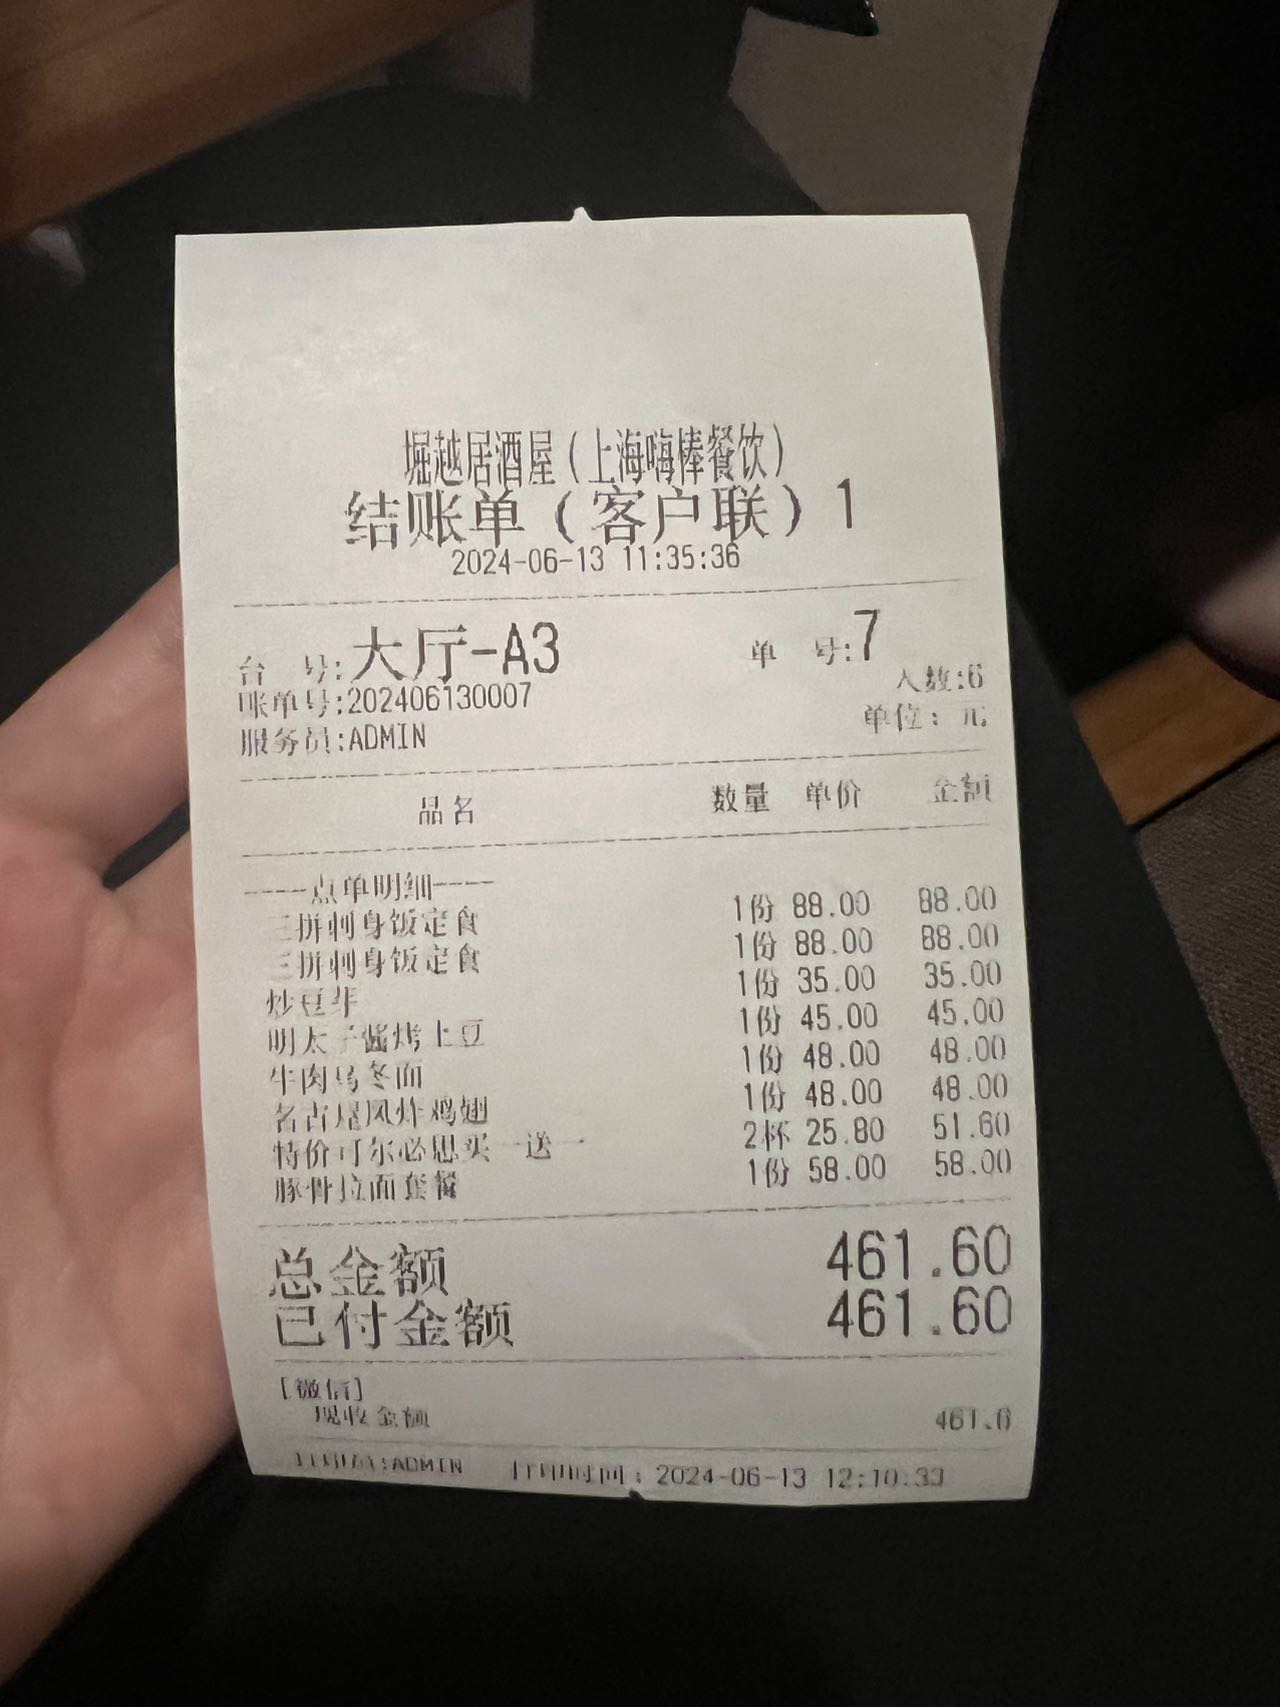 堀越居酒屋(上海嗨棒餐饮)
结账单(客户联)1
2024-06-13 11:35:36
台 号:大厅-A3 单 号:7
账单号:202406130007 人数:6
服务员:ADMIN 单位:元
品名 数量 单价 金额
----点单明细----
三拼刺身饭定食 1份 88.00 88.00
三拼刺身饭定食 1份 88.00 88.00
炒豆芽 1份 35.00 35.00
明太子酱烤土豆 1份 45.00 45.00
牛肉乌冬面 1份 48.00 48.00
名古屋风炸鸡翅 1份 48.00 48.00
特价可尔必思买一送一 2杯 25.80 51.60
豚骨拉面套餐 1份 58.00 58.00
总金额 461.60
已付金额 461.60
[微信]
现收金额 461.6
:ADMIN 打印时间:2024-06-13 12:10:33